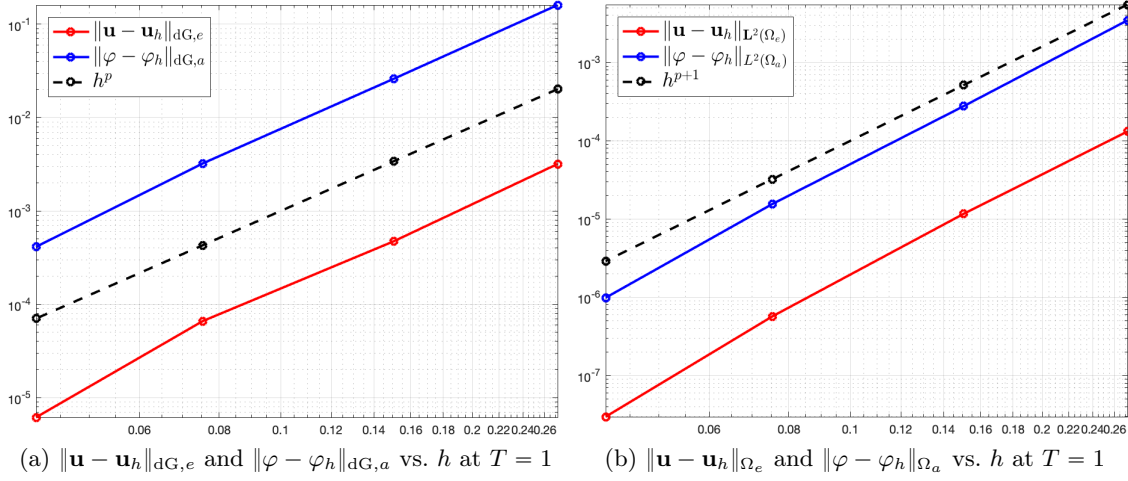 10^{-1}
10^{-2}
10^{-3}
10^{-4}
10^{-5}
‖u − u_h‖_{dG,e}
‖φ − φ_h‖_{dG,a}
h^p
0.06 0.08 0.1 0.12 0.14 0.16 0.18 0.2 0.22 0.24 0.26
(a) ‖u − u_h‖_{dG,e} and ‖φ − φ_h‖_{dG,a} vs. h at T = 1
10^{-3}
10^{-4}
10^{-5}
10^{-6}
10^{-7}
‖u − u_h‖_{L²(Ω_e)}
‖φ − φ_h‖_{L²(Ω_a)}
h^{p+1}
0.06 0.08 0.1 0.12 0.14 0.16 0.18 0.2 0.22 0.24 0.26
(b) ‖u − u_h‖_{Ω_e} and ‖φ − φ_h‖_{Ω_a} vs. h at T = 1